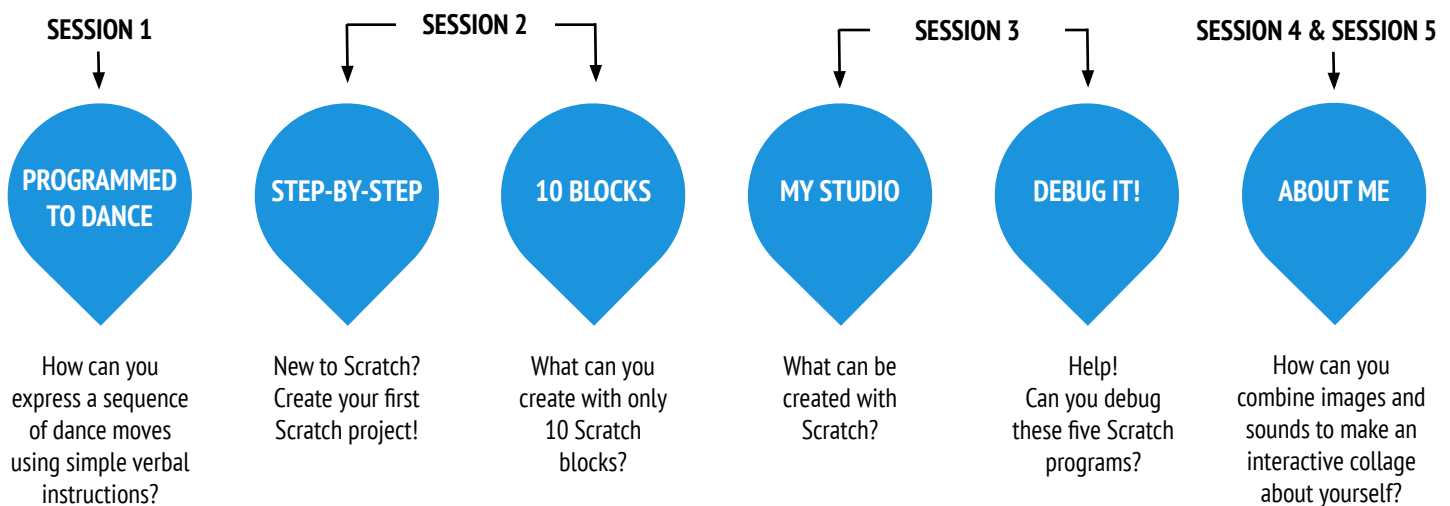 SESSION 1
SESSION 2
SESSION 3
SESSION 4 & SESSION 5
PROGRAMMED
TO DANCE
STEP-BY-STEP
10 BLOCKS
MY STUDIO
DEBUG IT!
ABOUT ME
How can you
express a sequence
of dance moves
using simple verbal
instructions?
New to Scratch?
Create your first
Scratch project!
What can you
create with only
10 Scratch
blocks?
What can be
created with
Scratch?
Help!
Can you debug
these five Scratch
programs?
How can you
combine images and
sounds to make an
interactive collage
about yourself?